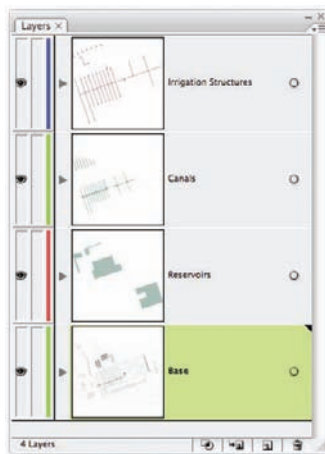 Layers
Irrigation Structures
Canals
Reservoirs
Base
4 Layers